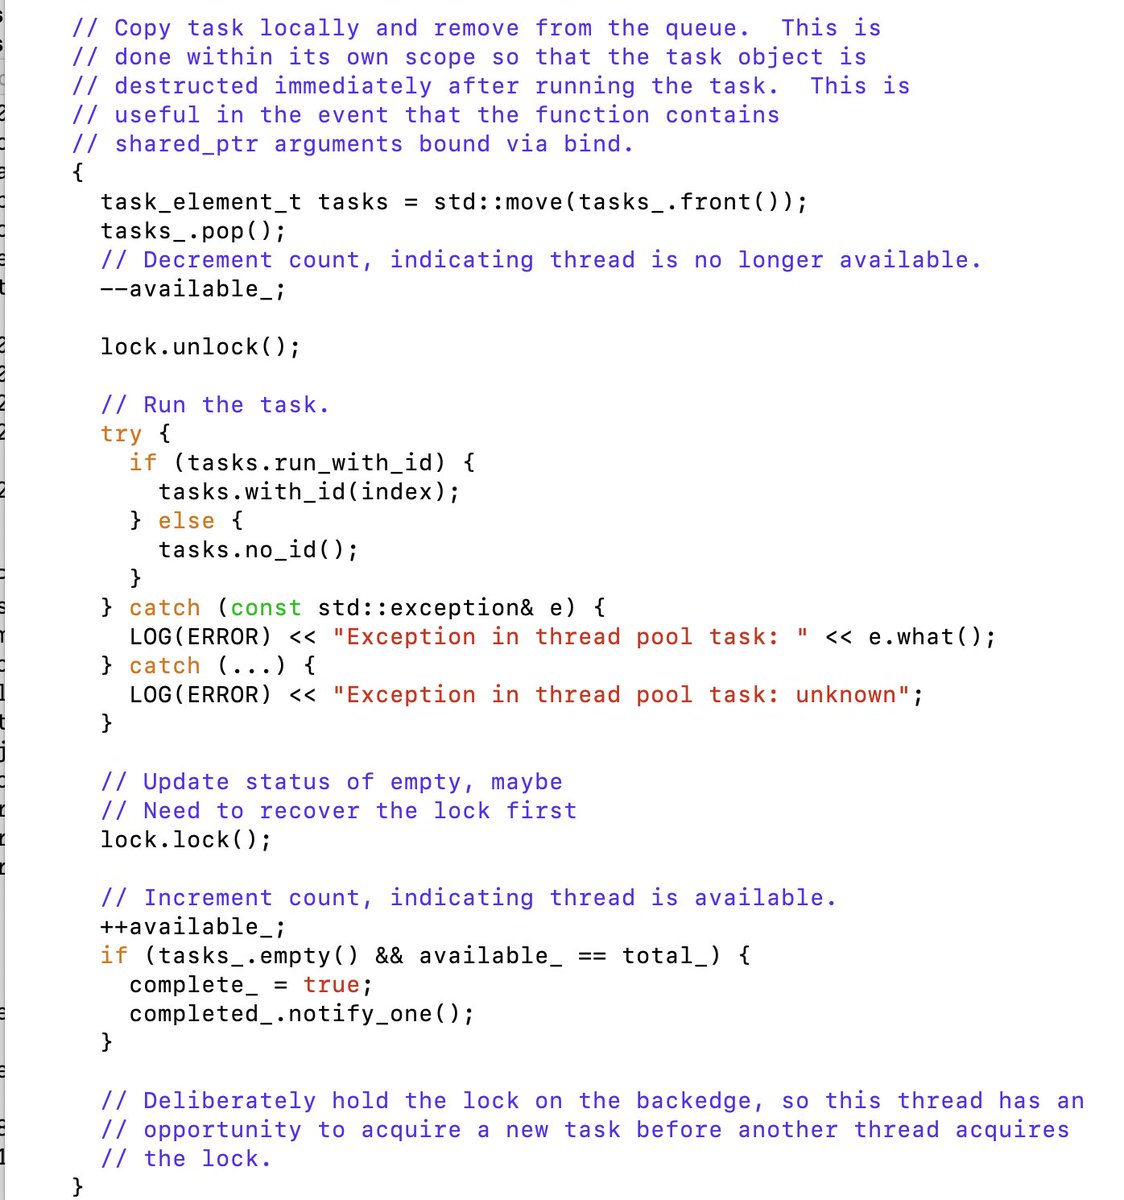 // Copy task locally and remove from the queue.  This is
// done within its own scope so that the task object is
// destructed immediately after running the task.  This is
// useful in the event that the function contains
// shared_ptr arguments bound via bind.
{
  task_element_t tasks = std::move(tasks_.front());
  tasks_.pop();
  // Decrement count, indicating thread is no longer available.
  --available_;

  lock.unlock();

  // Run the task.
  try {
    if (tasks.run_with_id) {
      tasks.with_id(index);
    } else {
      tasks.no_id();
    }
  } catch (const std::exception& e) {
    LOG(ERROR) << "Exception in thread pool task: " << e.what();
  } catch (...) {
    LOG(ERROR) << "Exception in thread pool task: unknown";
  }

  // Update status of empty, maybe
  // Need to recover the lock first
  lock.lock();

  // Increment count, indicating thread is available.
  ++available_;
  if (tasks_.empty() && available_ == total_) {
    complete_ = true;
    completed_.notify_one();
  }

  // Deliberately hold the lock on the backedge, so this thread has an
  // opportunity to acquire a new task before another thread acquires
  // the lock.
}